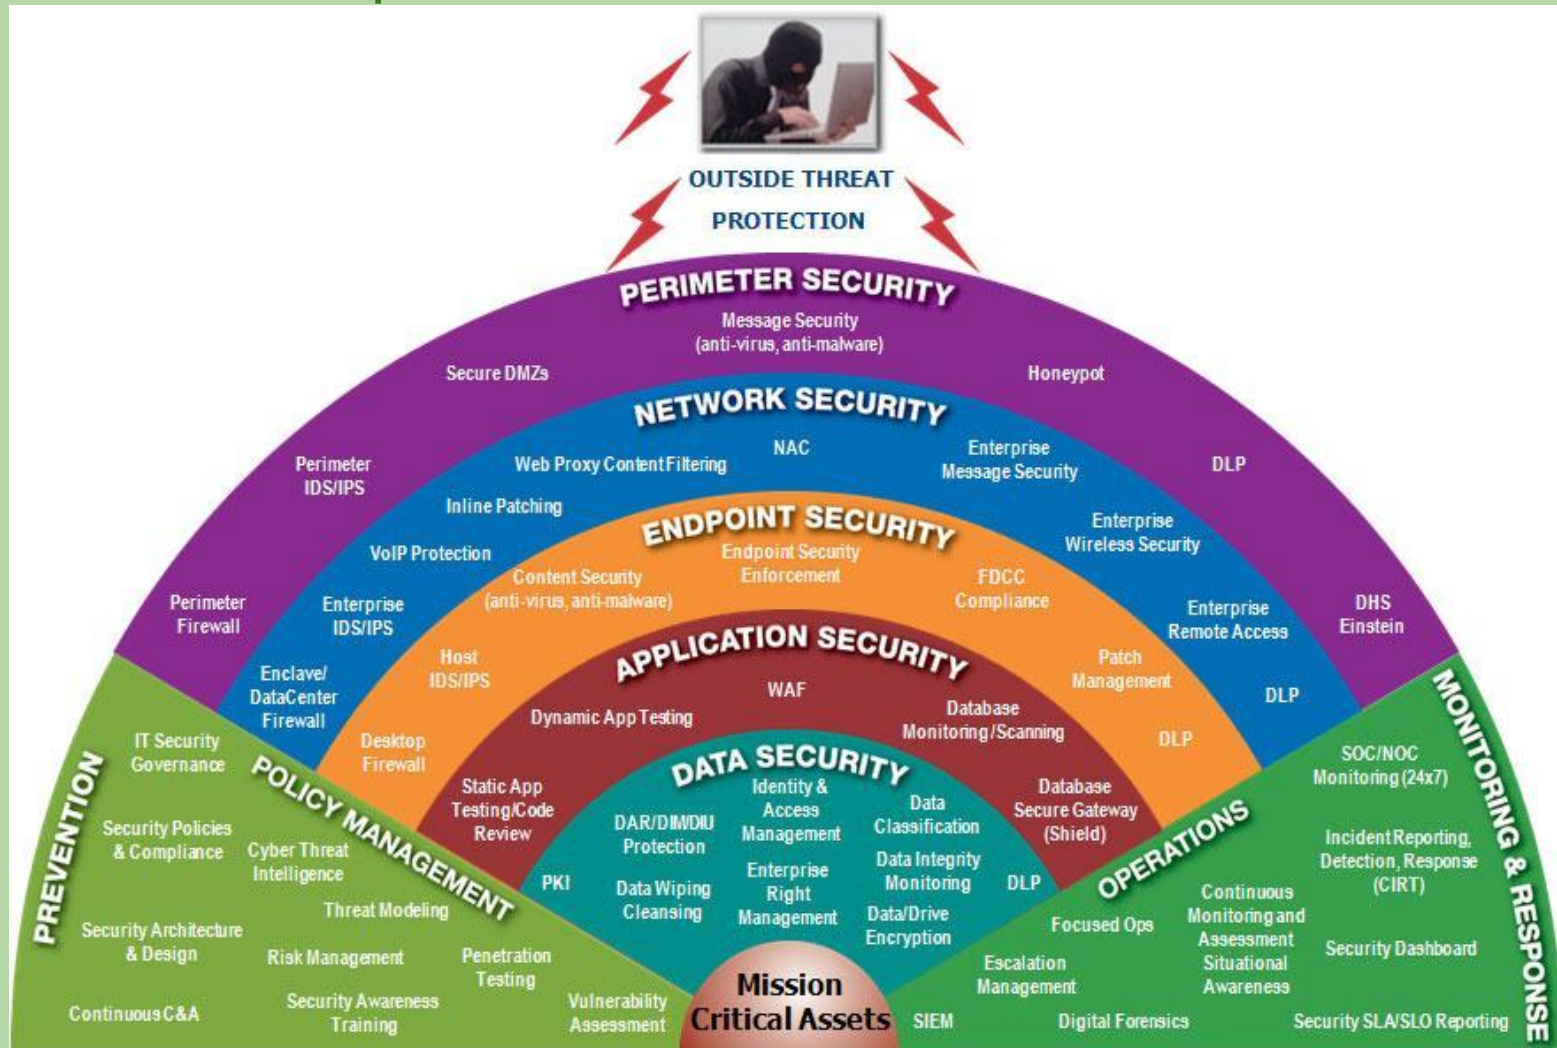 OUTSIDE THREAT
PROTECTION
PERIMETER SECURITY
Message Security
(anti-virus, anti-malware)
Secure DMZs
Honeypot
Perimeter
IDS/IPS
DLP
Perimeter
Firewall
DHS
Einstein
NETWORK SECURITY
NAC
Web Proxy Content Filtering
Enterprise
Message Security
Inline Patching
Enterprise
Wireless Security
VoIP Protection
Enterprise
IDS/IPS
Enterprise
Remote Access
Enclave/
DataCenter
Firewall
DLP
ENDPOINT SECURITY
Endpoint Security
Enforcement
Content Security
(anti-virus, anti-malware)
FDCC
Compliance
Host
IDS/IPS
Patch
Management
Desktop
Firewall
DLP
APPLICATION SECURITY
WAF
Dynamic App Testing
Database
Monitoring/Scanning
Static App
Testing/Code
Review
Database
Secure Gateway
(Shield)
DATA SECURITY
Identity &
Access
Management
DAR/DIM/DIU
Protection
Data
Classification
PKI
Data Wiping
Cleansing
Enterprise
Right
Management
Data Integrity
Monitoring
DLP
Data/Drive
Encryption
Mission
Critical Assets
PREVENTION
POLICY MANAGEMENT
IT Security
Governance
Security Policies
& Compliance
Cyber Threat
Intelligence
Threat Modeling
Security Architecture
& Design
Risk Management
Penetration
Testing
Continuous C&A
Security Awareness
Training
Vulnerability
Assessment
OPERATIONS
MONITORING & RESPONSE
SOC/NOC
Monitoring (24x7)
Incident Reporting,
Detection, Response
(CIRT)
Focused Ops
Continuous
Monitoring and
Assessment
Situational
Awareness
Security Dashboard
Escalation
Management
SIEM
Digital Forensics
Security SLA/SLO Reporting